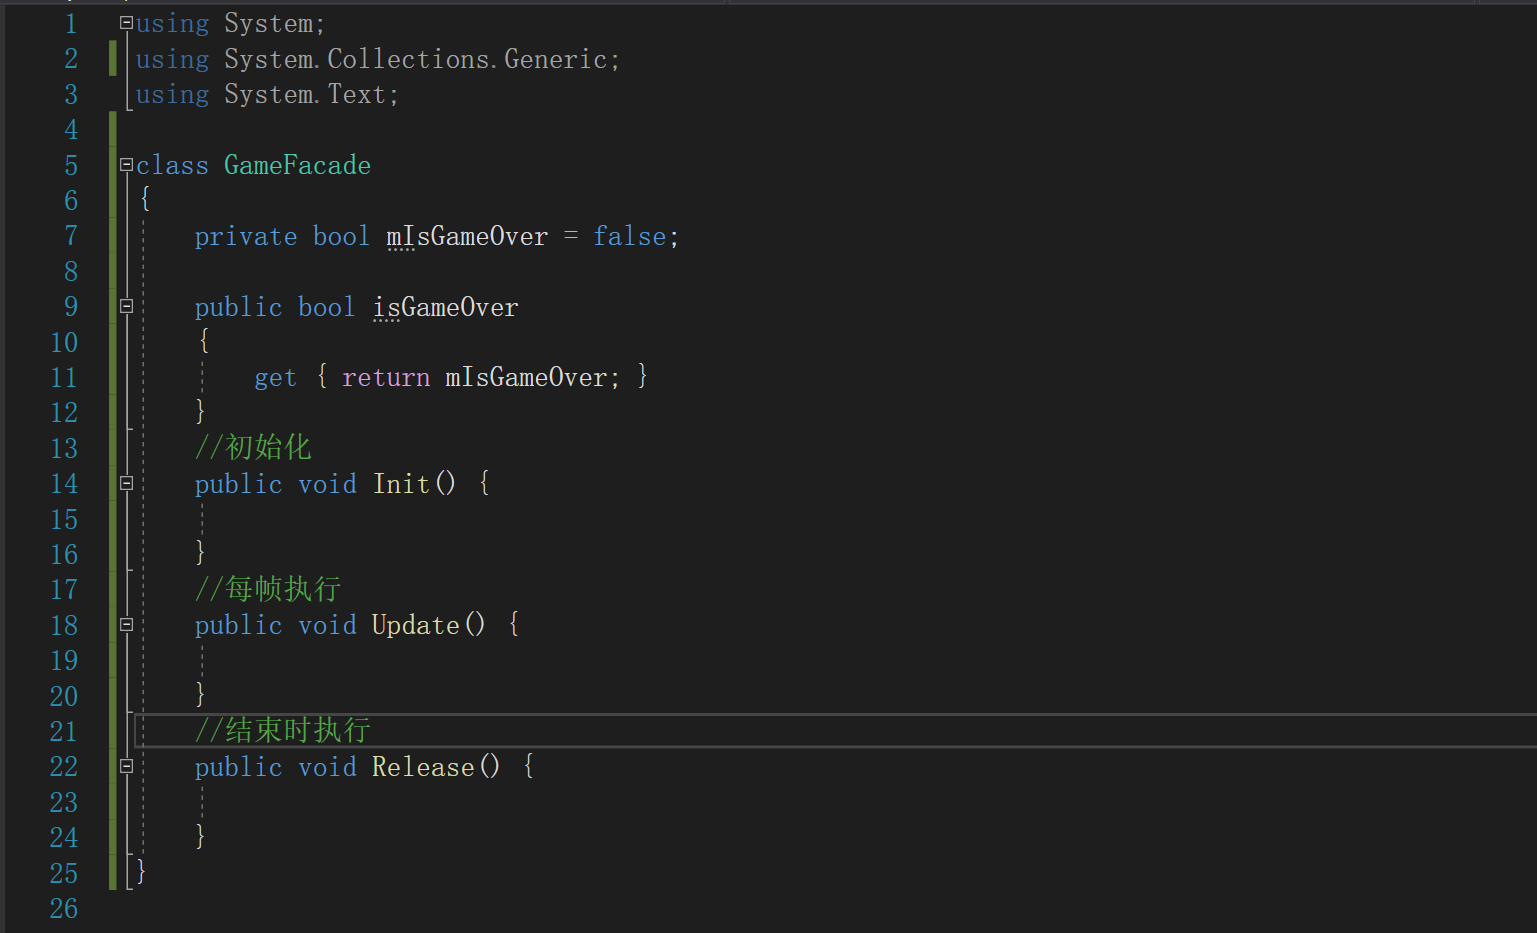 1 using System;
2 using System.Collections.Generic;
3 using System.Text;
4
5 class GameFacade
6 {
7 private bool mIsGameOver = false;
8
9 public bool isGameOver
10 {
11 get { return mIsGameOver; }
12 }
13 //初始化
14 public void Init() {
15
16 }
17 //每帧执行
18 public void Update() {
19
20 }
21 //结束时执行
22 public void Release() {
23
24 }
25 }
26